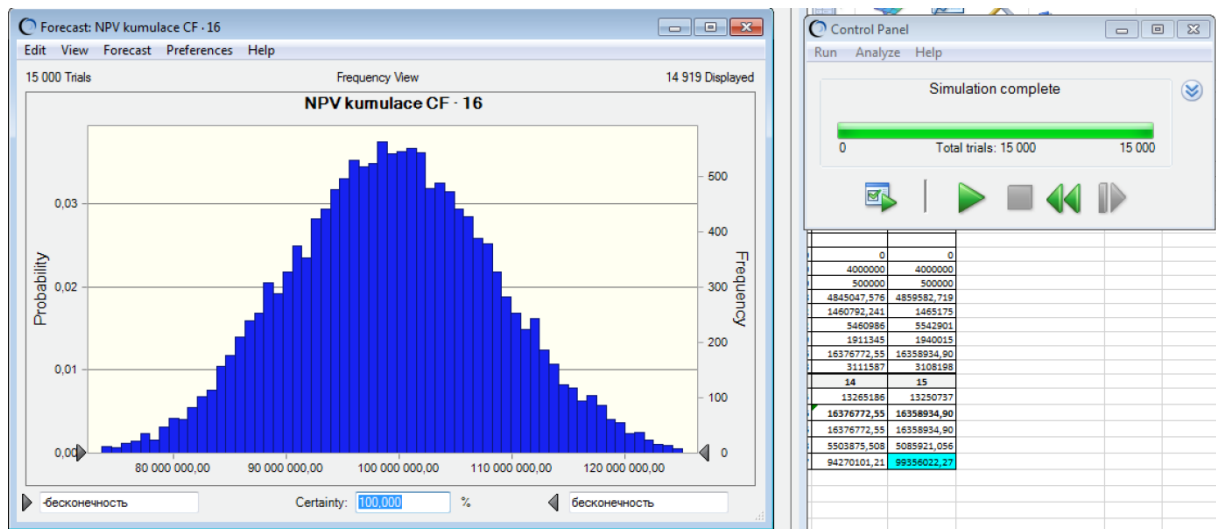 Forecast: NPV kumulace CF - 16
Edit View Forecast Preferences Help
15 000 Trials Frequency View 14 919 Displayed
NPV kumulace CF - 16
Probability
0,03
0,02
0,01
0,00
Frequency
500
400
300
200
100
0
80 000 000,00 90 000 000,00 100 000 000,00 110 000 000,00 120 000 000,00
-бесконечность Certainty: 100,000 % бесконечность
Control Panel
Run Analyze Help
Simulation complete
0 Total trials: 15 000 15 000
0 0
4000000 4000000
500000 500000
4845047,576 4859582,719
1460792,241 1465175
5460986 5542901
1911345 1940015
16376772,55 16358934,90
3111587 3108198
14 15
13265186 13250737
16376772,55 16358934,90
16376772,55 16358934,90
5503875,508 5085921,056
94270101,21 99356022,27